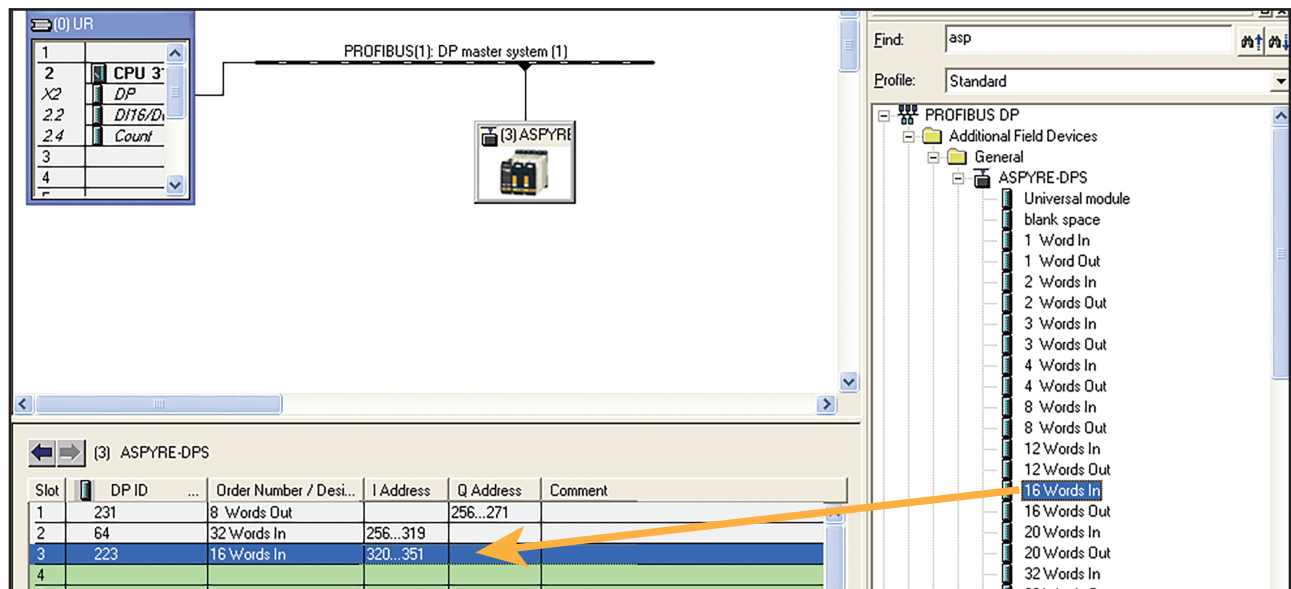 (0) UR
1
2 CPU 3
X2 DP
2.2 DI16/D
2.4 Count
3
4
PROFIBUS(1): DP master system (1)
(3) ASPYRE
Find: asp
Profile: Standard
PROFIBUS DP
Additional Field Devices
General
ASPYRE-DPS
Universal module
blank space
1 Word In
1 Word Out
2 Words In
2 Words Out
3 Words In
3 Words Out
4 Words In
4 Words Out
8 Words In
8 Words Out
12 Words In
12 Words Out
16 Words In
16 Words Out
20 Words In
20 Words Out
32 Words In
(3) ASPYRE-DPS
Slot DP ID ... Order Number / Desi... I Address Q Address Comment
1 231 8 Words Out 256...271
2 64 32 Words In 256...319
3 223 16 Words In 320...351
4